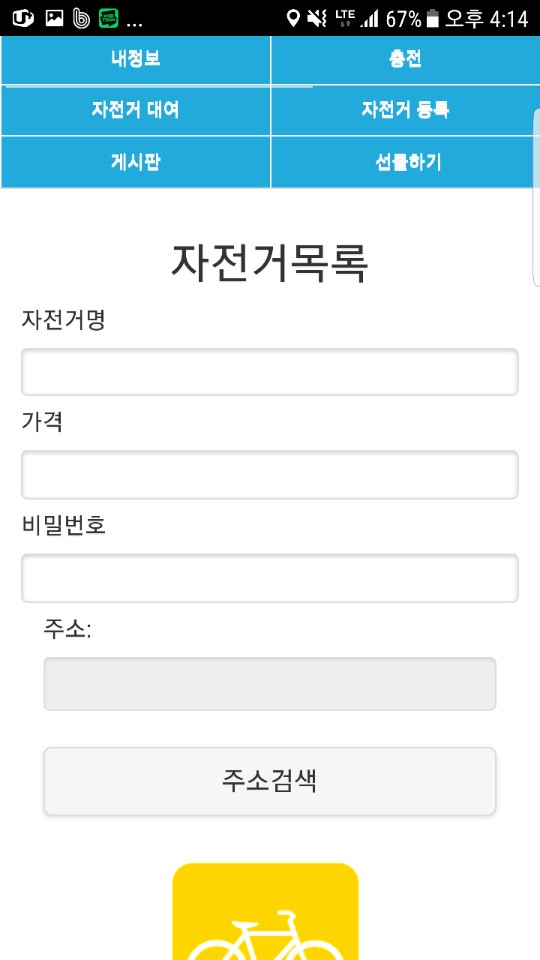 LTE 67% 오후 4:14
내정보 충전
자전거 대여 자전거 등록
게시판 선물하기
자전거목록
자전거명
가격
비밀번호
주소:
주소검색